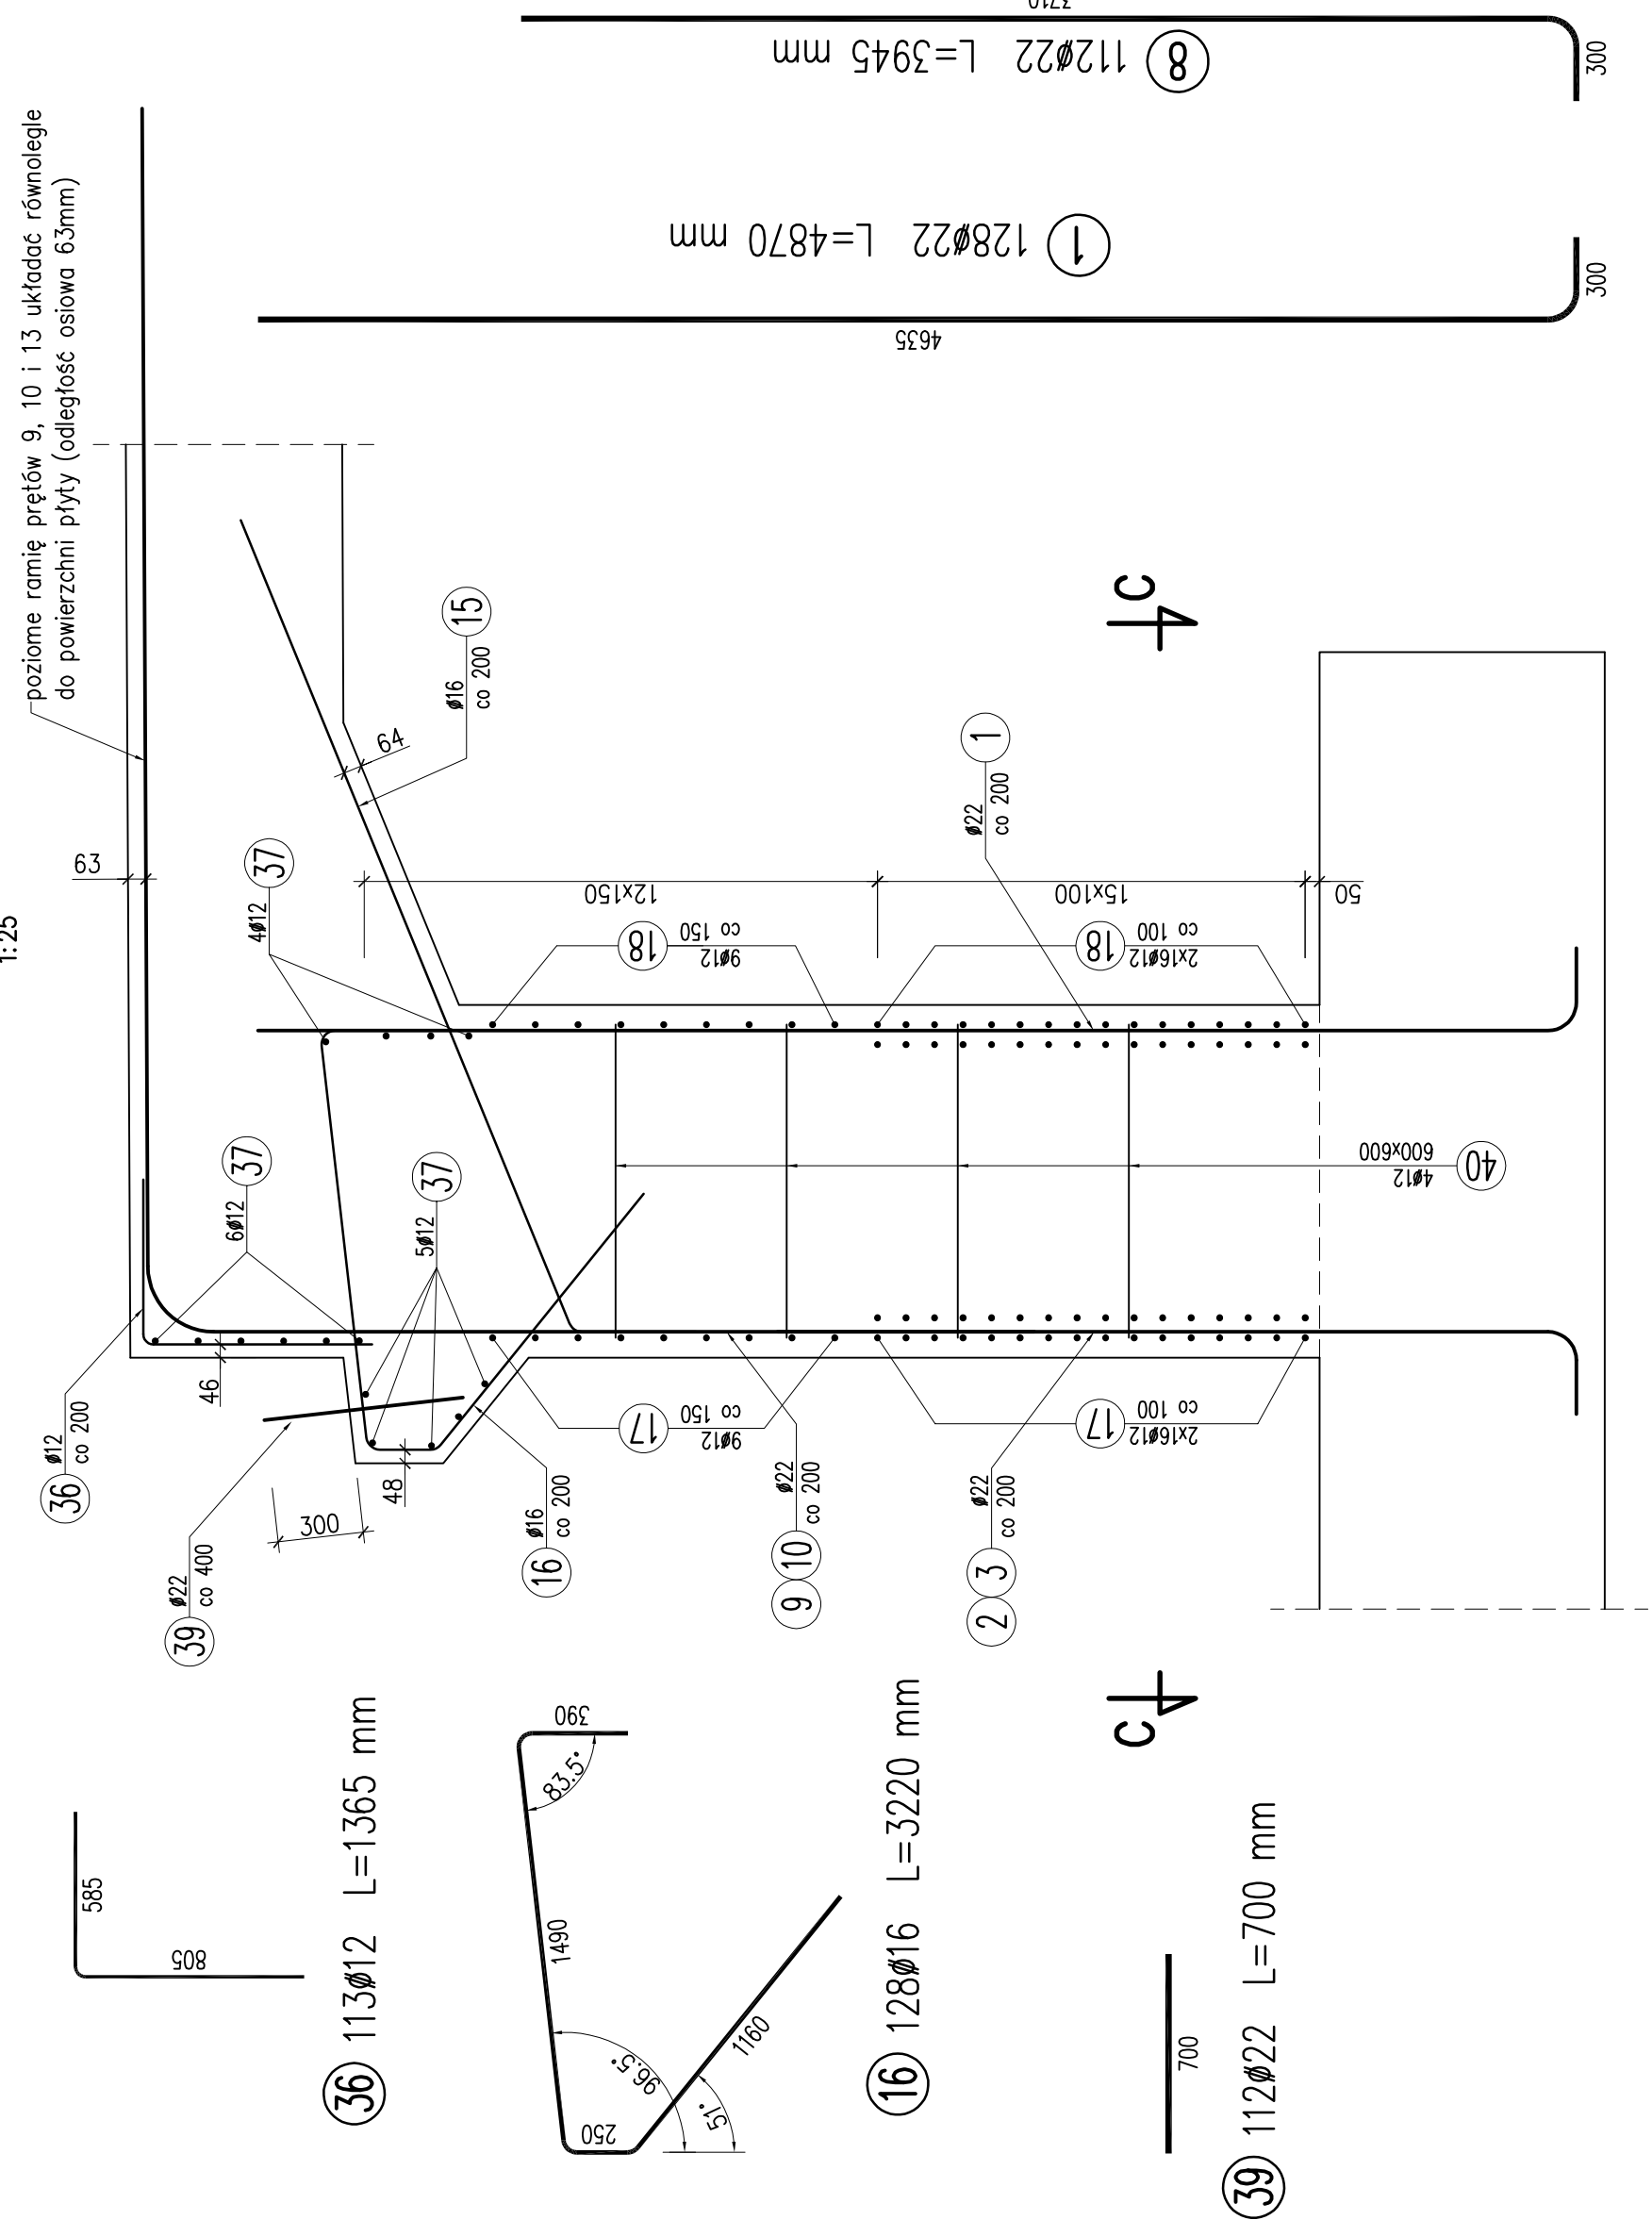 1:25
poziome ramię prętów 9, 10 i 13 układać równolegle
do powierzchni płyty (odległość osiowa 63mm)
3710
8 112ø22 L=3945 mm
300
1 128ø22 L=4870 mm
4635
300
63
64
15
ø16
co 200
37
4ø12
1
ø22
co 200
12x150
15x100
50
18
9ø12
co 150
18
2x16ø12
co 100
37
6ø12
37
5ø12
40
4ø12
600x600
46
48
300
36
ø12
co 200
39
ø22
co 400
16
ø16
co 200
17
9ø12
co 150
17
2x16ø12
co 100
9 10
ø22
co 200
2 3
ø22
co 200
C
C
585
805
36 113ø12 L=1365 mm
390
83.5°
1490
96.5°
250
51°
1160
16 128ø16 L=3220 mm
700
39 112ø22 L=700 mm